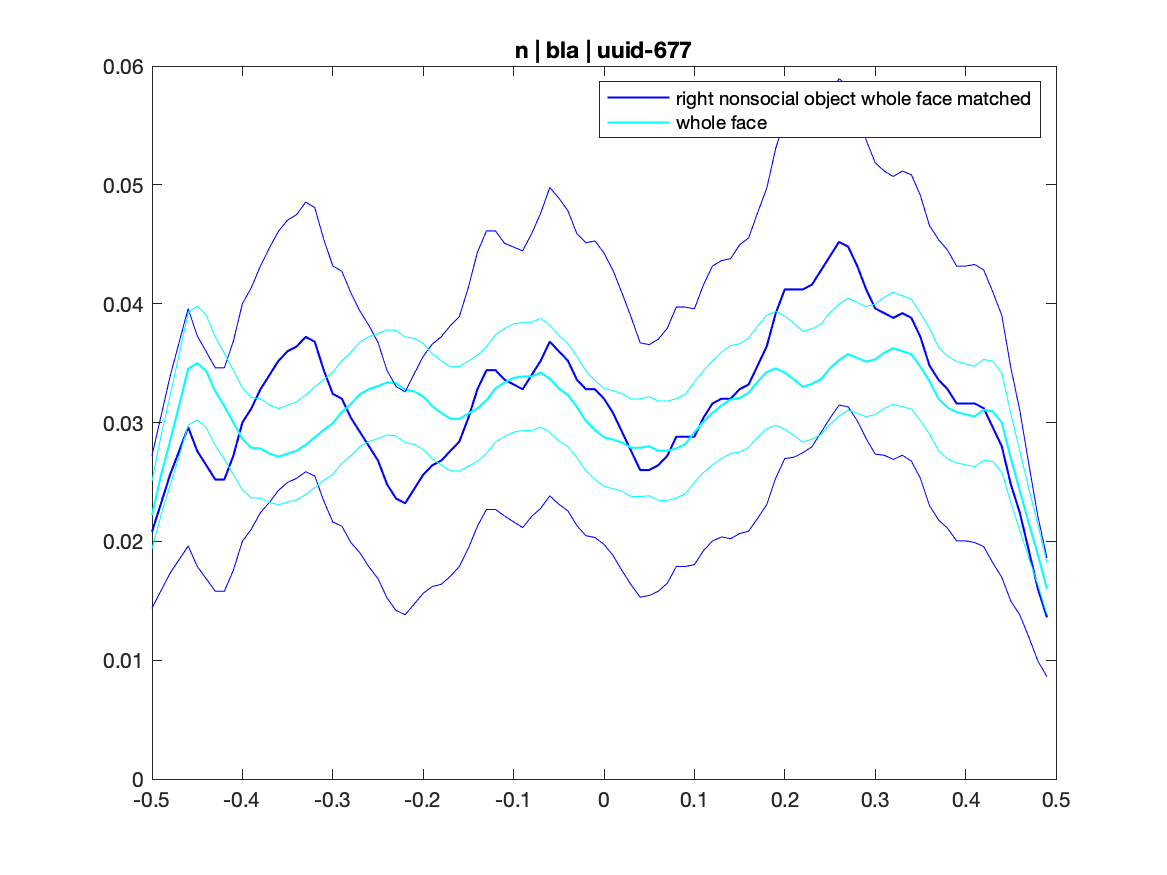 n | bla | uuid-677
right nonsocial object whole face matched
whole face
0.06
0.05
0.04
0.03
0.02
0.01
0
-0.5 -0.4 -0.3 -0.2 -0.1 0 0.1 0.2 0.3 0.4 0.5